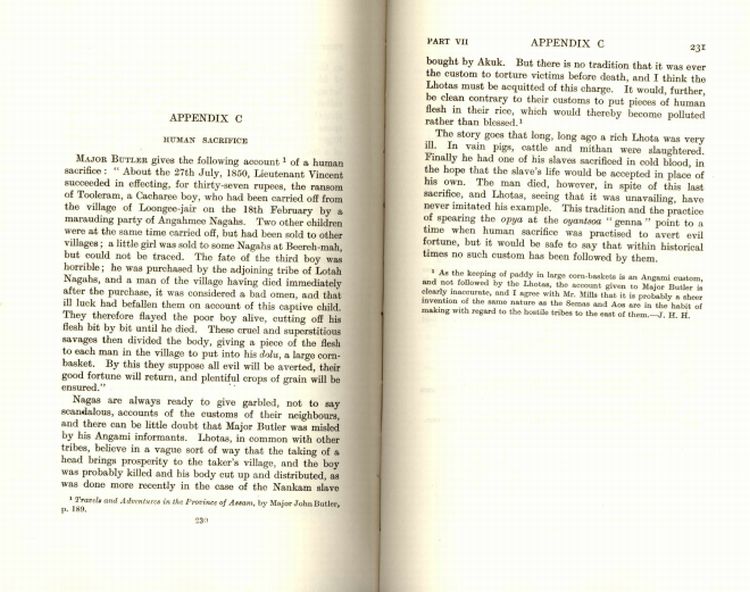 APPENDIX C
HUMAN SACRIFICE
MAJOR BUTLER gives the following account ¹ of a human
sacrifice: " About the 27th July, 1850, Lieutenant Vincent
succeeded in effecting, for thirty-seven rupees, the ransom
of Tooleram, a Cacharee boy, who had been carried off from
the village of Loongee-jair on the 18th February by a
marauding party of Angahmee Nagahs. Two other children
were at the same time carried off, but had been sold to other
villages; a little girl was sold to some Nagahs at Beereh-mah,
but could not be traced. The fate of the third boy was
horrible; he was purchased by the adjoining tribe of Lotah
Nagahs, and a man of the village having died immediately
after the purchase, it was considered a bad omen, and that
ill luck had befallen them on account of this captive child.
They therefore flayed the poor boy alive, cutting off his
flesh bit by bit until he died. These cruel and superstitious
savages then divided the body, giving a piece of the flesh
to each man in the village to put into his dolu, a large corn-
basket. By this they suppose all evil will be averted, their
good fortune will return, and plentiful crops of grain will be
ensured."
Nagas are always ready to give garbled, not to say
scandalous, accounts of the customs of their neighbours,
and there can be little doubt that Major Butler was misled
by his Angami informants. Lhotas, in common with other
tribes, believe in a vague sort of way that the taking of a
head brings prosperity to the taker's village, and the boy
was probably killed and his body cut up and distributed, as
was done more recently in the case of the Nankam slave
¹ Travels and Adventures in the Province of Assam, by Major John Butler,
p. 189.
230
PART VII APPENDIX C 231
bought by Akuk. But there is no tradition that it was ever
the custom to torture victims before death, and I think the
Lhotas must be acquitted of this charge. It would, further,
be clean contrary to their customs to put pieces of human
flesh in their rice, which would thereby become polluted
rather than blessed.¹
The story goes that, long, long ago a rich Lhota was very
ill. In vain pigs, cattle and mithan were slaughtered.
Finally he had one of his slaves sacrificed in cold blood, in
the hope that the slave's life would be accepted in place of
his own. The man died, however, in spite of this last
sacrifice, and Lhotas, seeing that it was unavailing, have
never imitated his example. This tradition and the practice
of spearing the opya at the oyantsoa " genna " point to a
time when human sacrifice was practised to avert evil
fortune, but it would be safe to say that within historical
times no such custom has been followed by them.
¹ As the keeping of paddy in large corn-baskets is an Angami custom,
and not followed by the Lhotas, the account given to Major Butler is
clearly inaccurate, and I agree with Mr. Mills that it is probably a sheer
invention of the same nature as the Semas and Aos are in the habit of
making with regard to the hostile tribes to the east of them.—J. H. H.